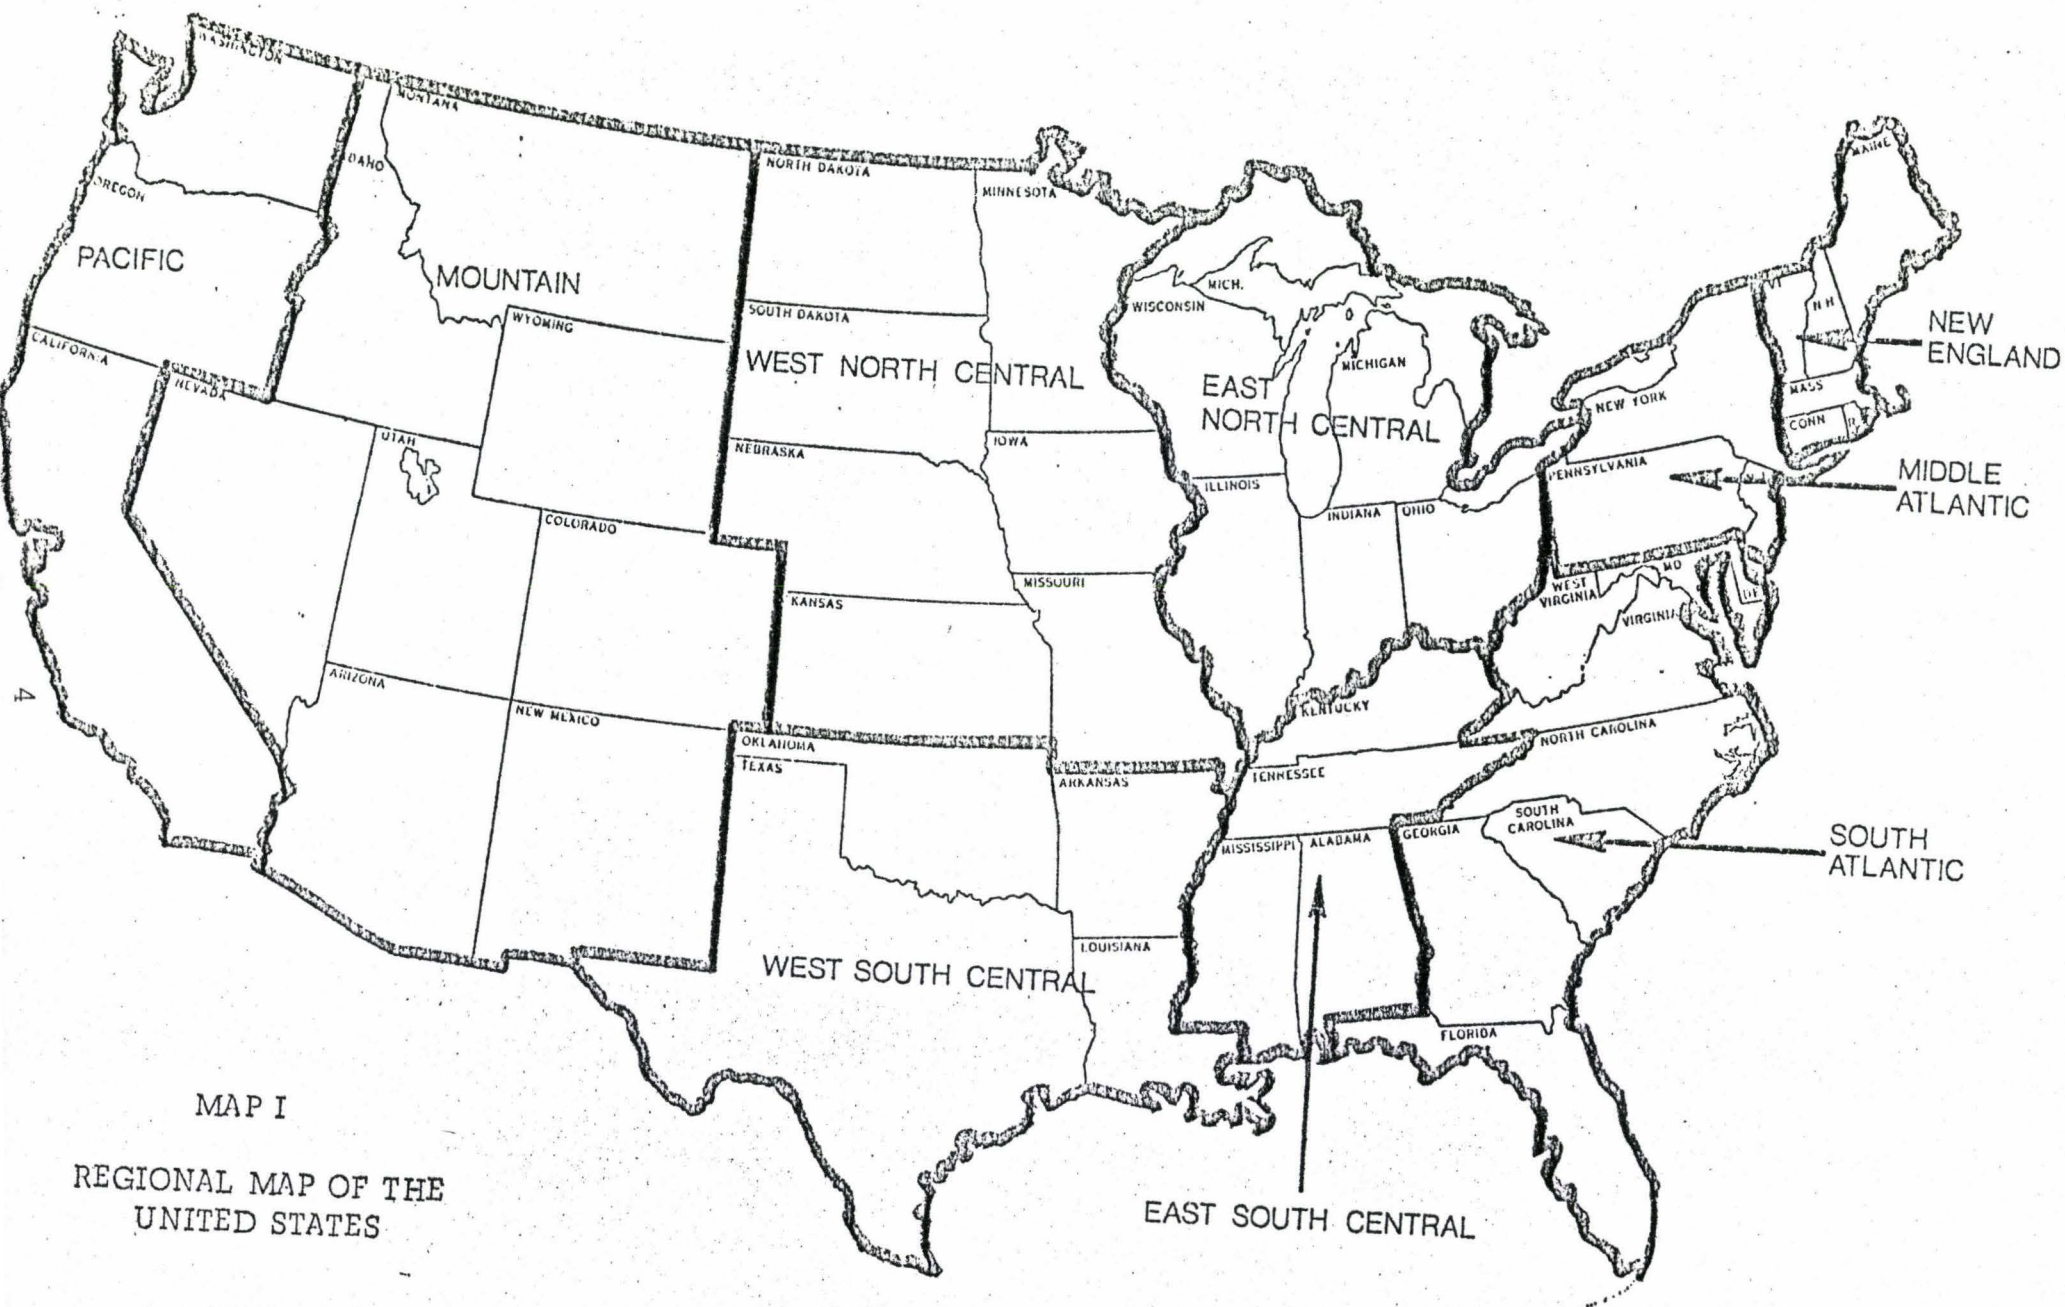 WASHINGTON
MONTANA
IDAHO
OREGON
PACIFIC
MOUNTAIN
NORTH DAKOTA
MINNESOTA
SOUTH DAKOTA
WYOMING
CALIFORNIA
NEVADA
UTAH
WEST NORTH CENTRAL
WISCONSIN
MICH.
MICHIGAN
EAST
NORTH CENTRAL
NEBRASKA
IOWA
COLORADO
KANSAS
MISSOURI
ILLINOIS
INDIANA
OHIO
MAINE
VT
N H
NEW
ENGLAND
MASS
CONN
R I
NEW YORK
PENNSYLVANIA
N J
MIDDLE
ATLANTIC
WEST
VIRGINIA
MD
DE
VIRGINIA
KENTUCKY
NORTH CAROLINA
TENNESSEE
ARIZONA
NEW MEXICO
OKLAHOMA
TEXAS
ARKANSAS
SOUTH
CAROLINA
SOUTH
ATLANTIC
MISSISSIPPI
ALABAMA
GEORGIA
LOUISIANA
WEST SOUTH CENTRAL
FLORIDA
EAST SOUTH CENTRAL
4
MAP I
REGIONAL MAP OF THE
UNITED STATES